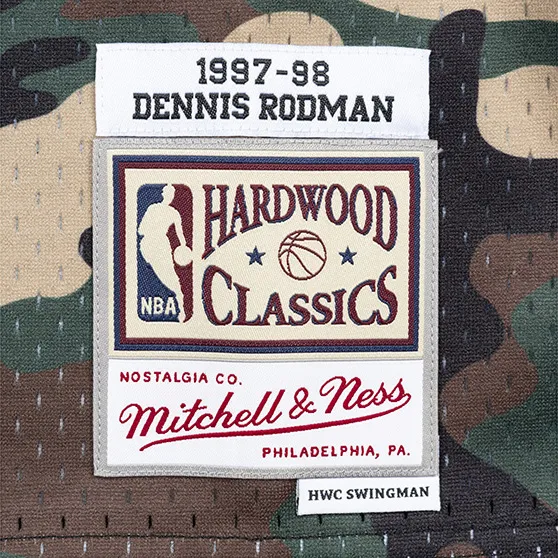 1997-98
DENNIS RODMAN
HARDWOOD
NBA
CLASSICS
NOSTALGIA CO.
Mitchell & Ness
PHILADELPHIA, PA.
HWC SWINGMAN